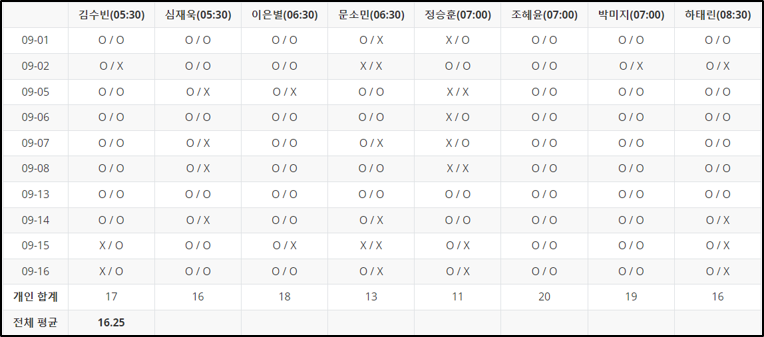 김수빈(05:30) 심재욱(05:30) 이은별(06:30) 문소민(06:30) 정승훈(07:00) 조혜윤(07:00) 박미지(07:00) 하태린(08:30)
09-01 O / O O / O O / O O / X X / O O / O O / O O / O
09-02 O / X O / O O / O X / X O / O O / O O / X O / X
09-05 O / O O / X O / X O / O X / X O / O O / O O / O
09-06 O / O O / O O / O O / O X / O O / O O / O O / O
09-07 O / O O / X O / O O / X X / O O / O O / O O / O
09-08 O / O O / X O / O O / O X / X O / O O / O O / O
09-13 O / O O / O O / O O / O O / O O / O O / O O / O
09-14 O / O O / X O / O O / X O / O O / O O / O O / X
09-15 X / O O / O O / X X / X O / X O / O O / O O / X
09-16 X / O O / O O / O O / X O / X O / O O / O O / X
개인 합계 17 16 18 13 11 20 19 16
전체 평균 16.25